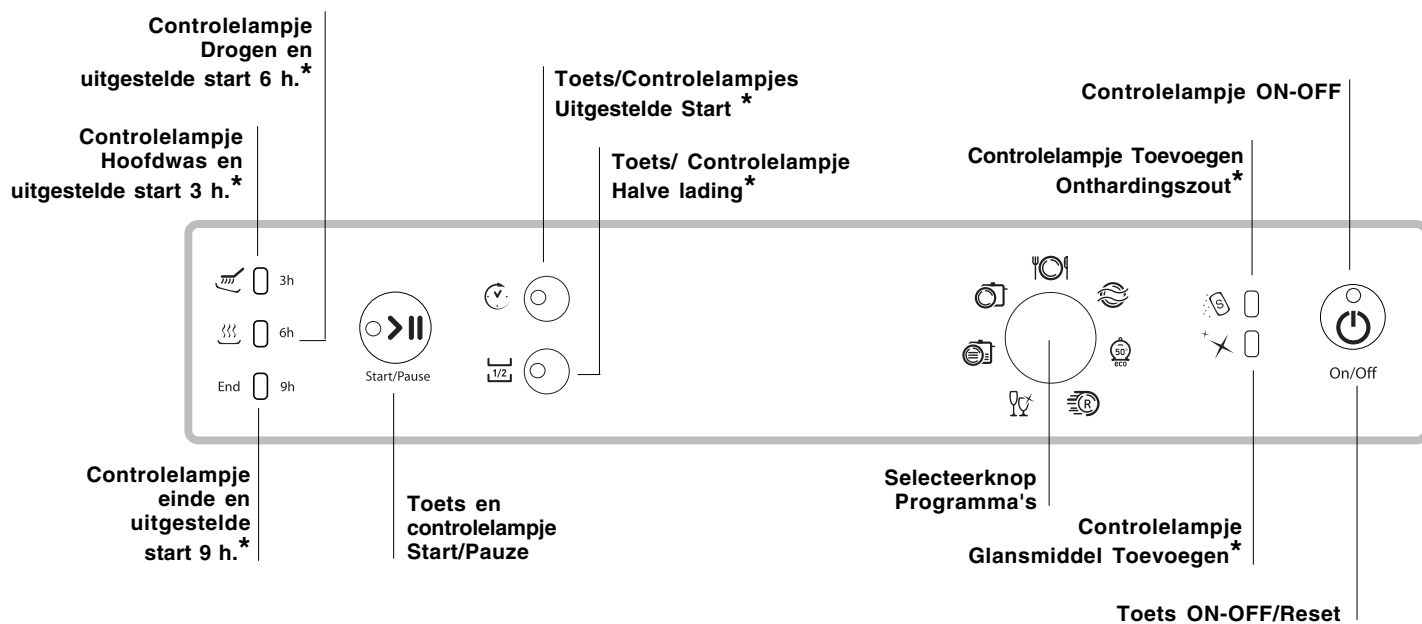 Controlelampje
Drogen en
uitgestelde start 6 h.*
Controlelampje
Hoofdwas en
uitgestelde start 3 h.*
Toets/Controlelampjes
Uitgestelde Start *
Toets/ Controlelampje
Halve lading*
Controlelampje ON-OFF
Controlelampje Toevoegen
Onthardingszout*
3h
6h
End 9h
Start/Pause
1/2
50°
eco
R
S
On/Off
Controlelampje
einde en
uitgestelde
start 9 h.*
Toets en
controlelampje
Start/Pauze
Selecteerknop
Programma's
Controlelampje
Glansmiddel Toevoegen*
Toets ON-OFF/Reset